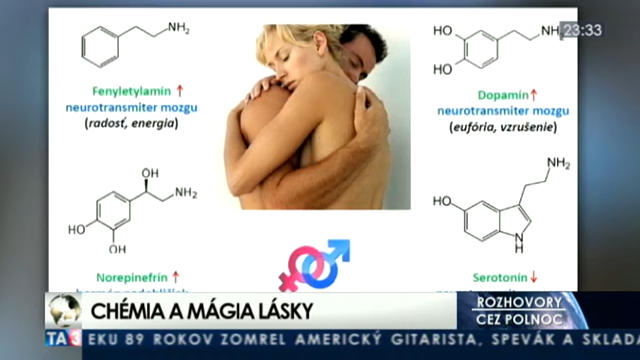 23:33
NH₂
Fenyletylamín ↑
neurotransmiter mozgu
(radosť, energia)
HO
HO
NH
Dopamín ↑
neurotransmiter mozgu
(eufória, vzrušenie)
OH
NH₂
HO
OH
Norepinefrín ↑
NH₂
HO
N
H
Serotonín ↓
CHÉMIA A MÁGIA LÁSKY
ROZHOVORY
CEZ POLNOC
TA3
EKU 89 ROKOV ZOMREL AMERICKÝ GITARISTA, SPEVÁK A SKLAD